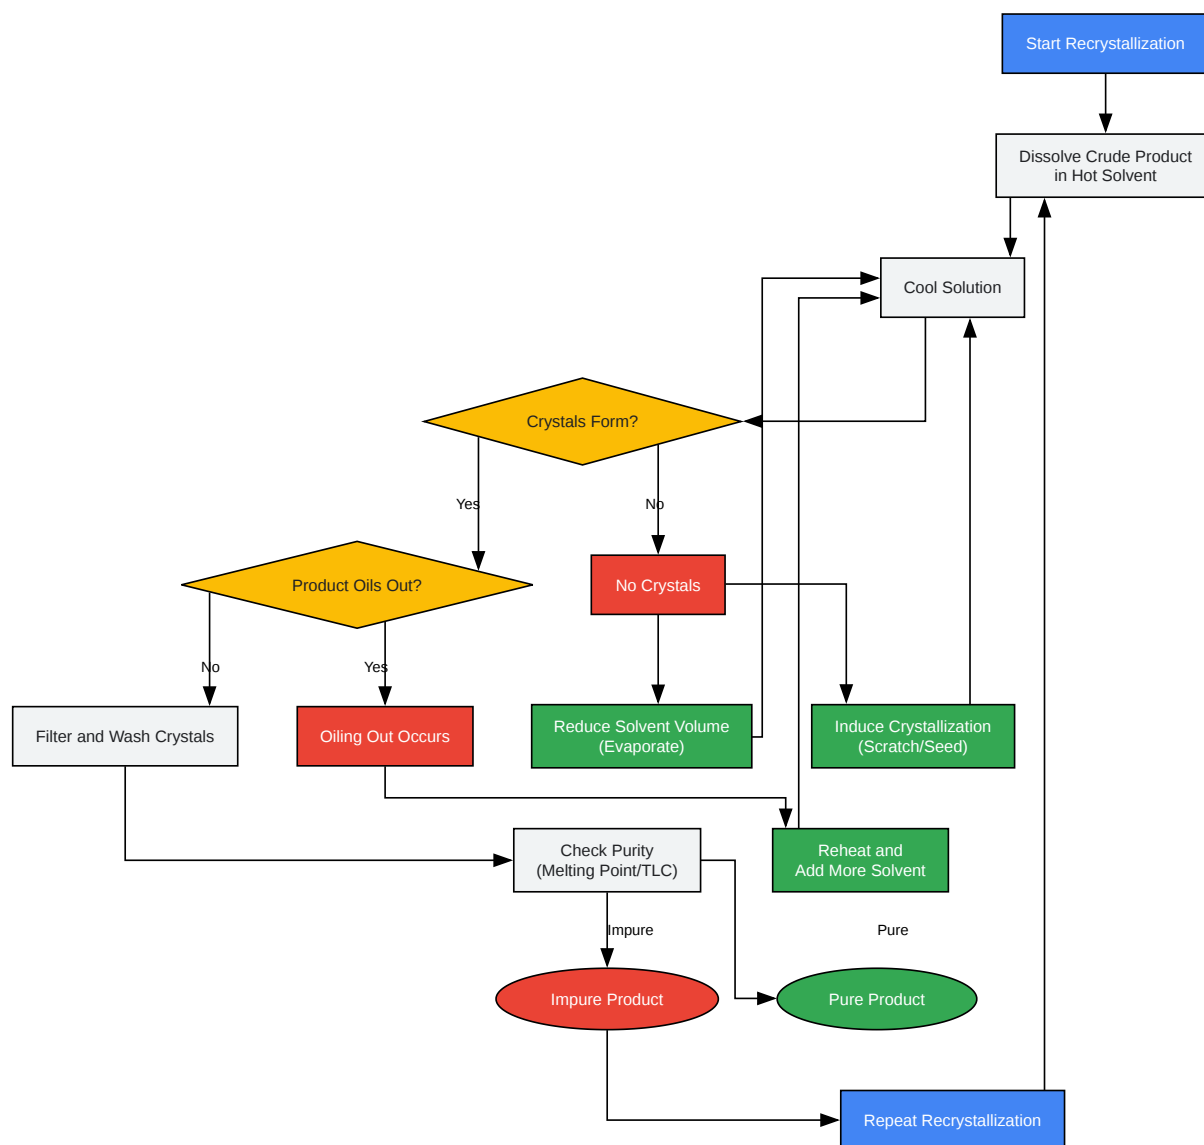 Start Recrystallization
Dissolve Crude Product
in Hot Solvent
Cool Solution
Crystals Form?
Yes
No
Product Oils Out?
No Crystals
No
Yes
Filter and Wash Crystals
Oiling Out Occurs
Reduce Solvent Volume
(Evaporate)
Induce Crystallization
(Scratch/Seed)
Check Purity
(Melting Point/TLC)
Reheat and
Add More Solvent
Impure
Pure
Impure Product
Pure Product
Repeat Recrystallization